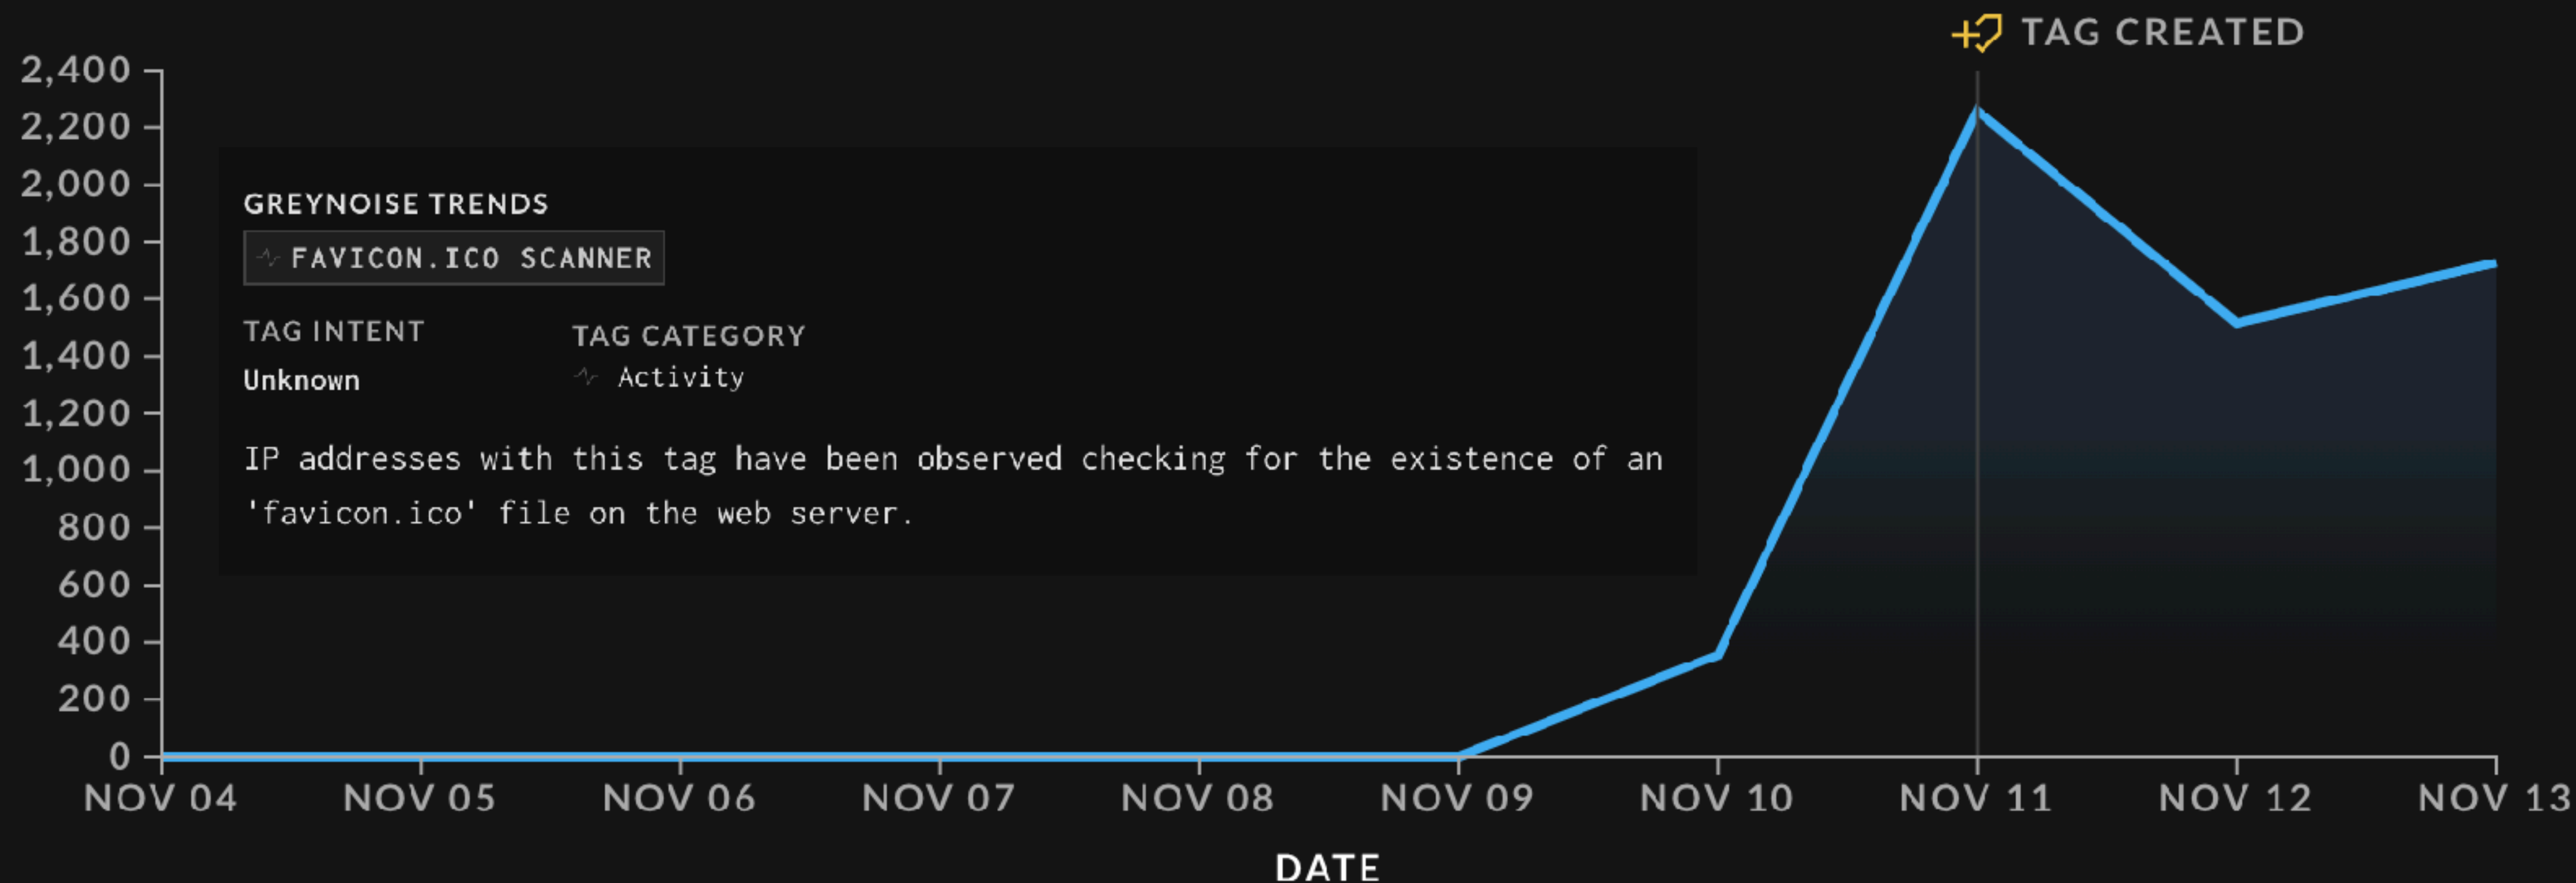 TAG CREATED
2,400
2,200
2,000
1,800
1,600
1,400
1,200
1,000
800
600
400
200
0
GREYNOISE TRENDS
FAVICON.ICO SCANNER
TAG INTENT TAG CATEGORY
Unknown Activity
IP addresses with this tag have been observed checking for the existence of an
'favicon.ico' file on the web server.
NOV 04 NOV 05 NOV 06 NOV 07 NOV 08 NOV 09 NOV 10 NOV 11 NOV 12 NOV 13
DATE